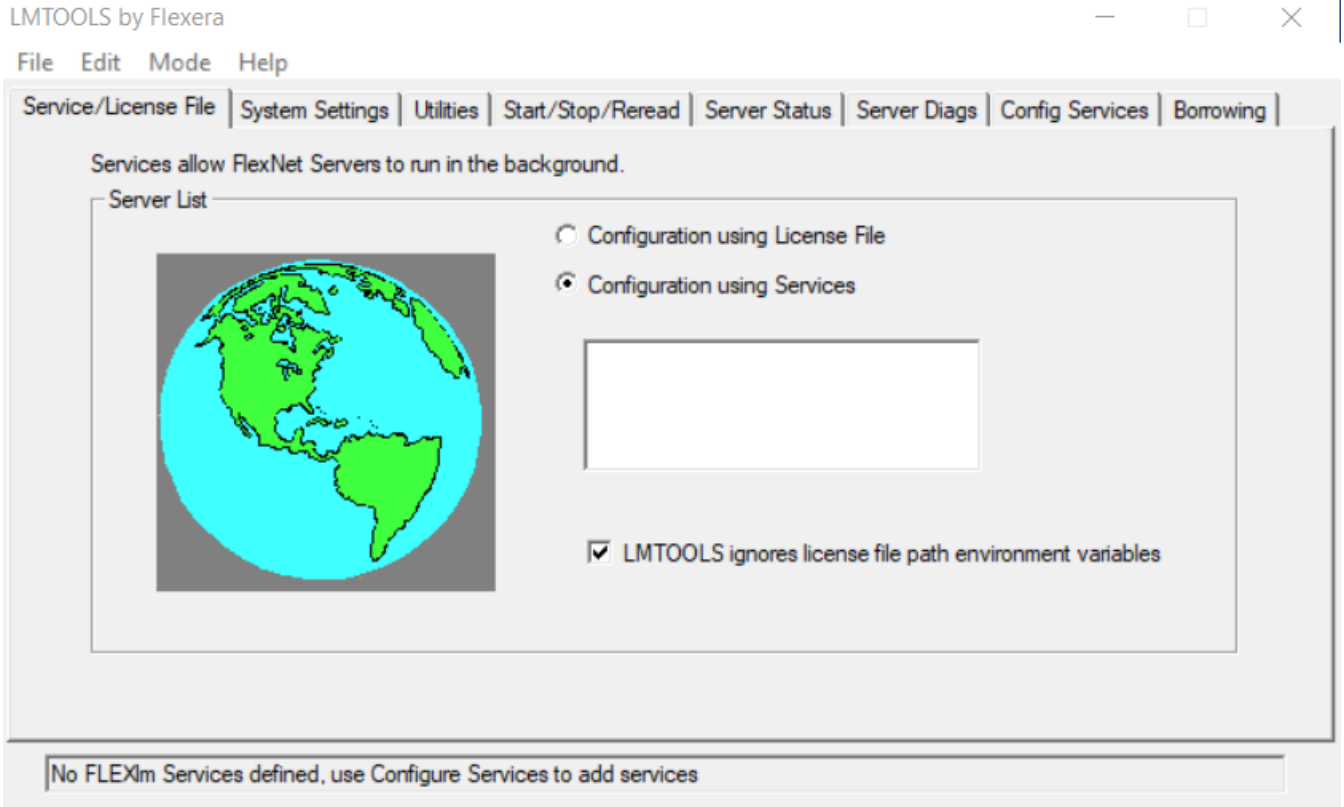 LMTOOLS by Flexera
File Edit Mode Help
Service/License File System Settings Utilities Start/Stop/Reread Server Status Server Diags Config Services Borrowing
Services allow FlexNet Servers to run in the background.
Server List
Configuration using License File
Configuration using Services
LMTOOLS ignores license file path environment variables
No FLEXlm Services defined, use Configure Services to add services